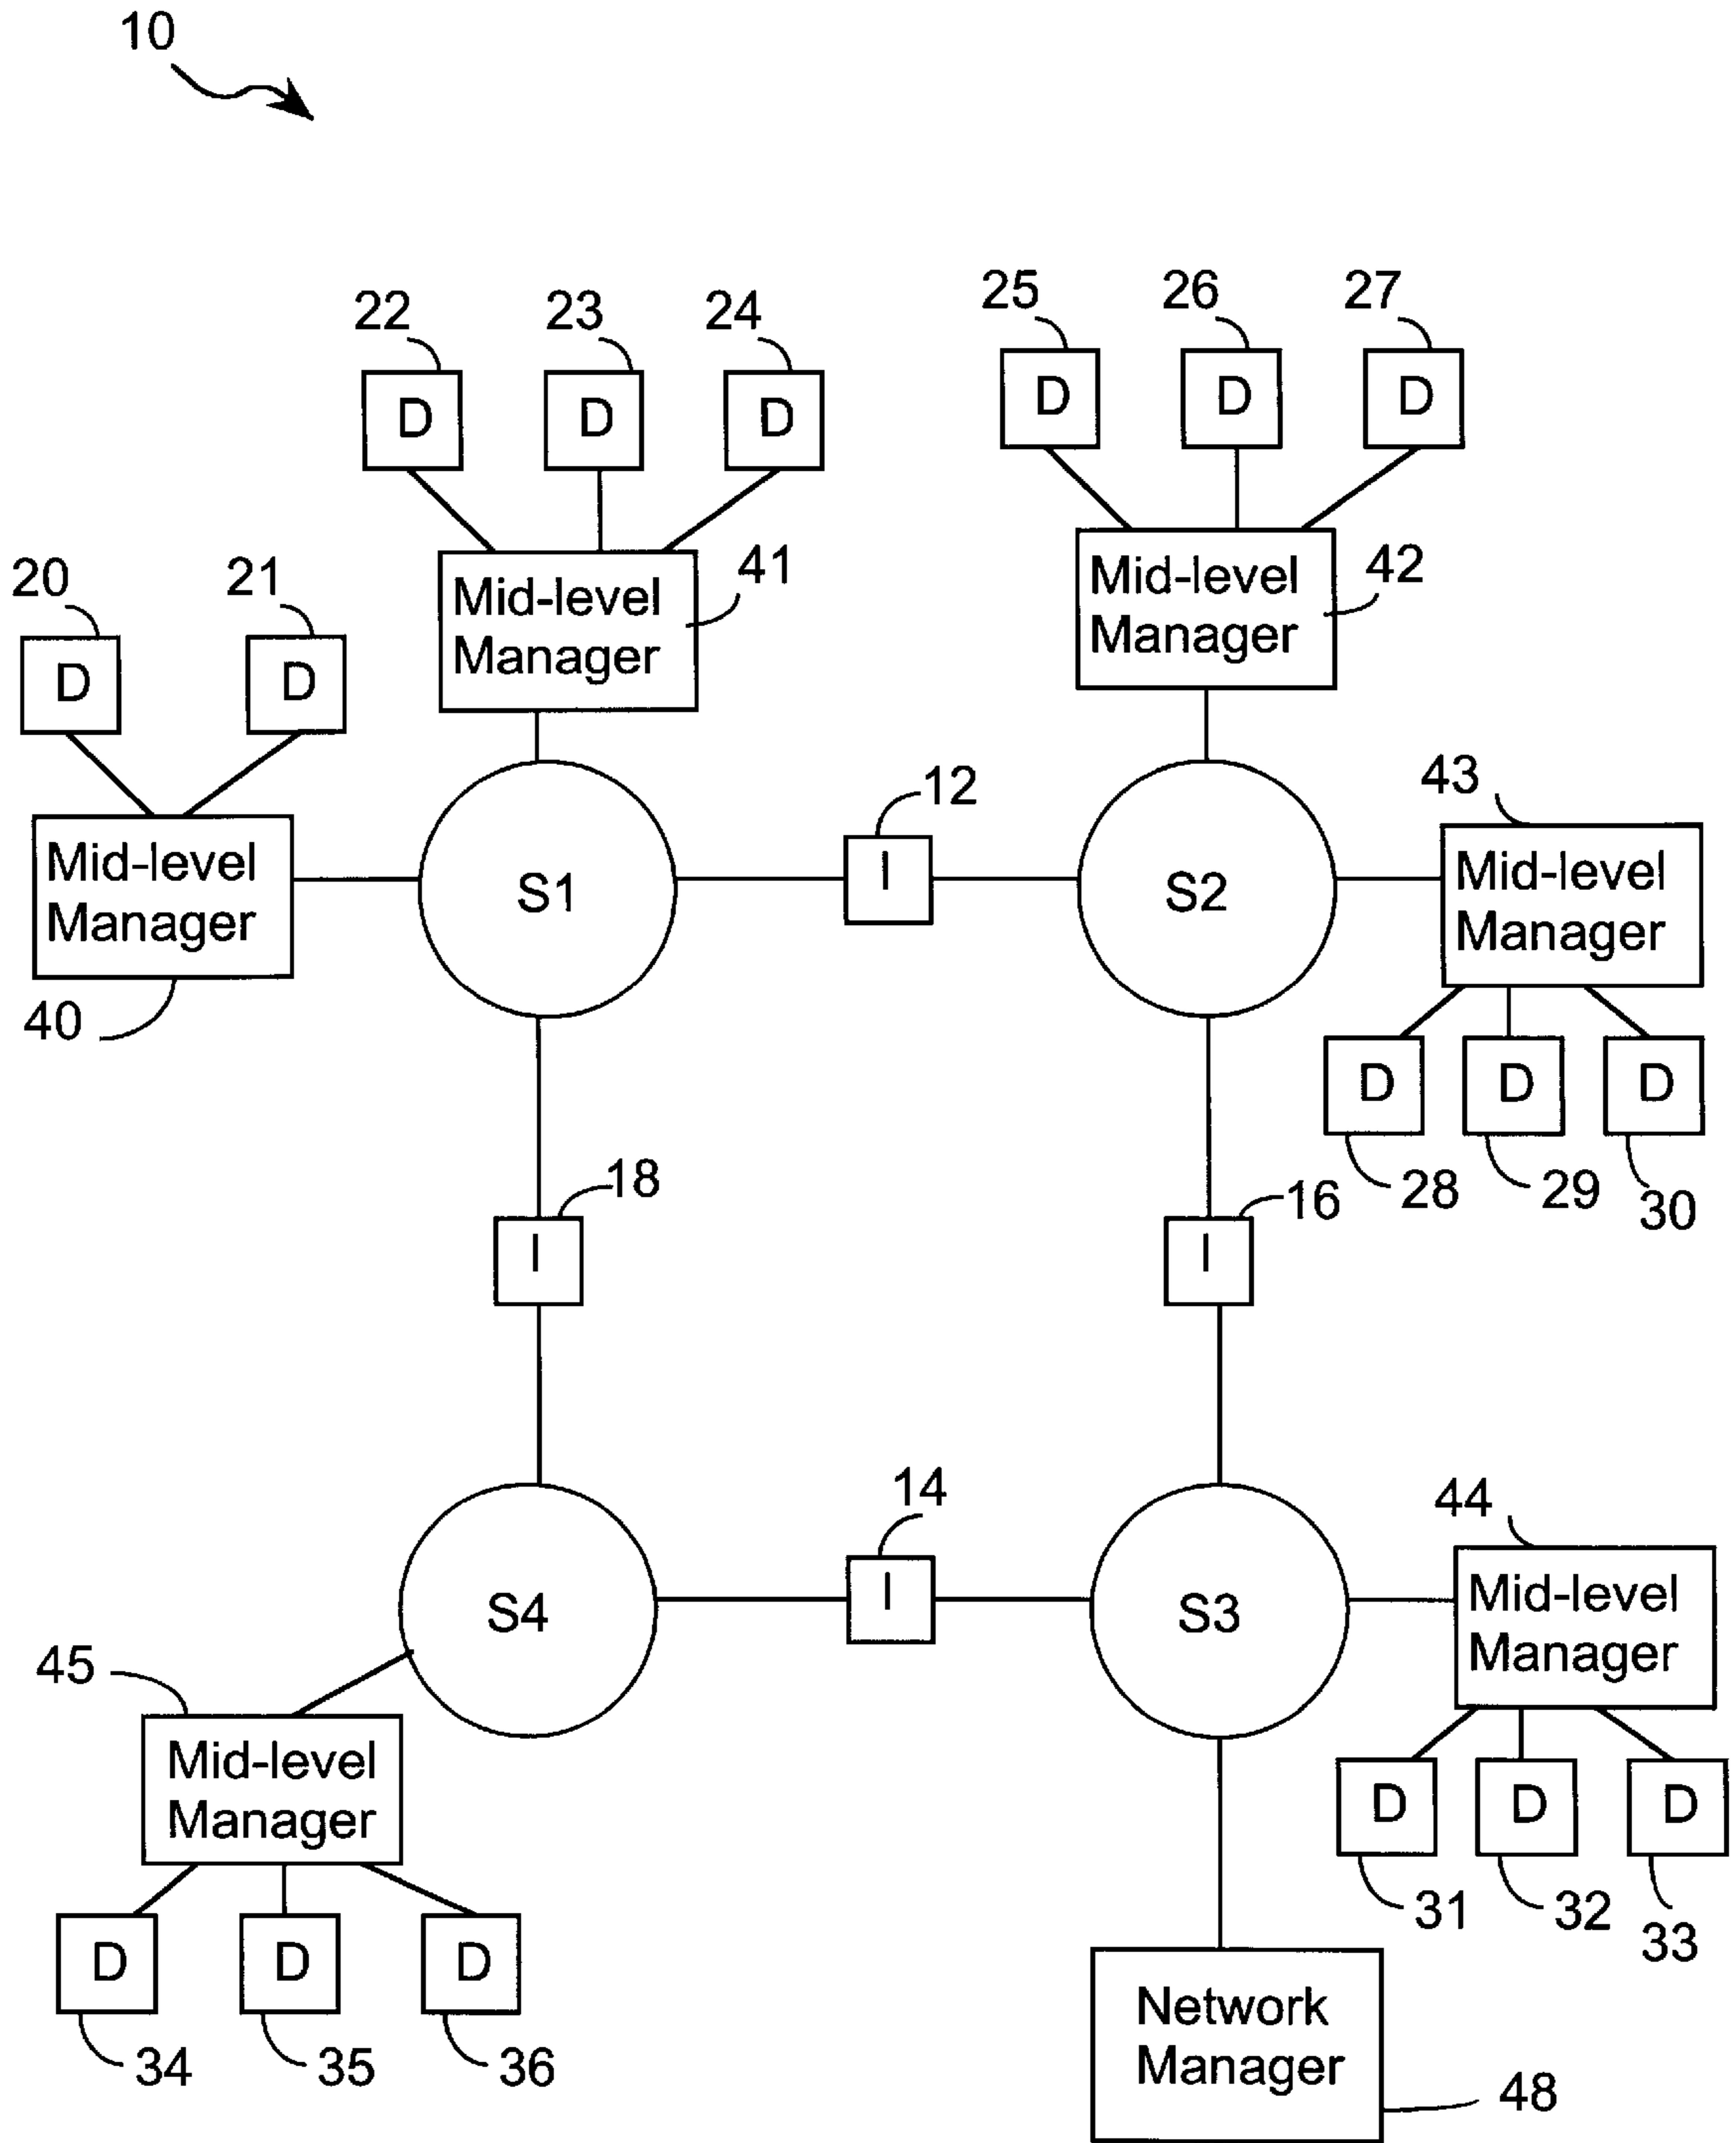 10
22
23
24
25
26
27
D
D
D
D
D
D
20
21
Mid-level
Manager
41
Mid-level
Manager
42
D
D
12
43
Mid-level
Manager
40
S1
I
S2
Mid-level
Manager
D
D
D
28
29
30
18
16
I
I
14
44
S4
I
S3
Mid-level
Manager
45
Mid-level
Manager
D
D
D
31
32
33
D
D
D
34
35
36
Network
Manager
48